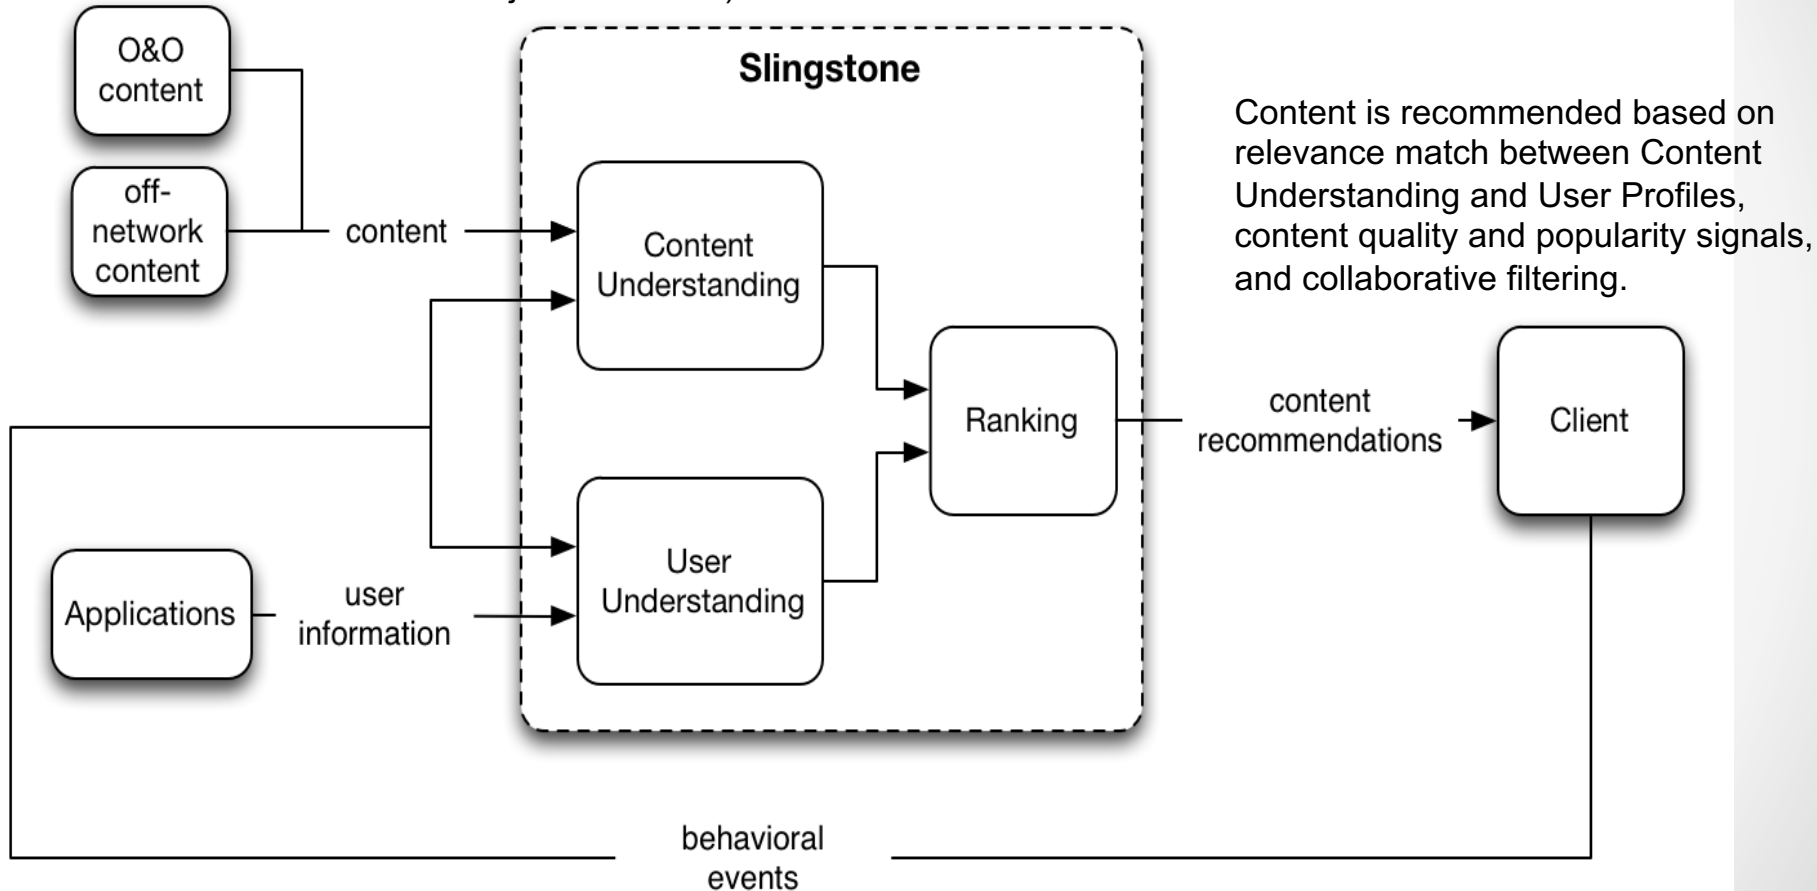 O&O
content
off-
network
content
content
Slingstone
Content
Understanding
Content is recommended based on
relevance match between Content
Understanding and User Profiles,
content quality and popularity signals,
and collaborative filtering.
Ranking
content
recommendations
Client
Applications
user
information
User
Understanding
behavioral
events